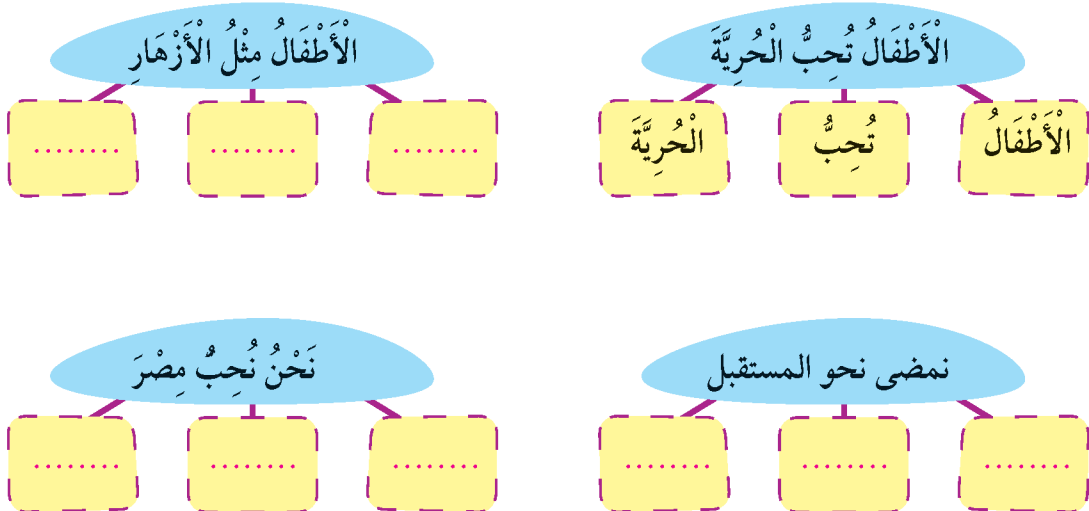 الْأَطْفَالُ تُحِبُّ الْحُرِيَّةَ
الْأَطْفَالُ
تُحِبُّ
الْحُرِيَّةَ
الْأَطْفَالُ مِثْلُ الْأَزْهَارِ
........
........
........
نمضى نحو المستقبل
........
........
........
نَحْنُ نُحِبُّ مِصْرَ
........
........
........